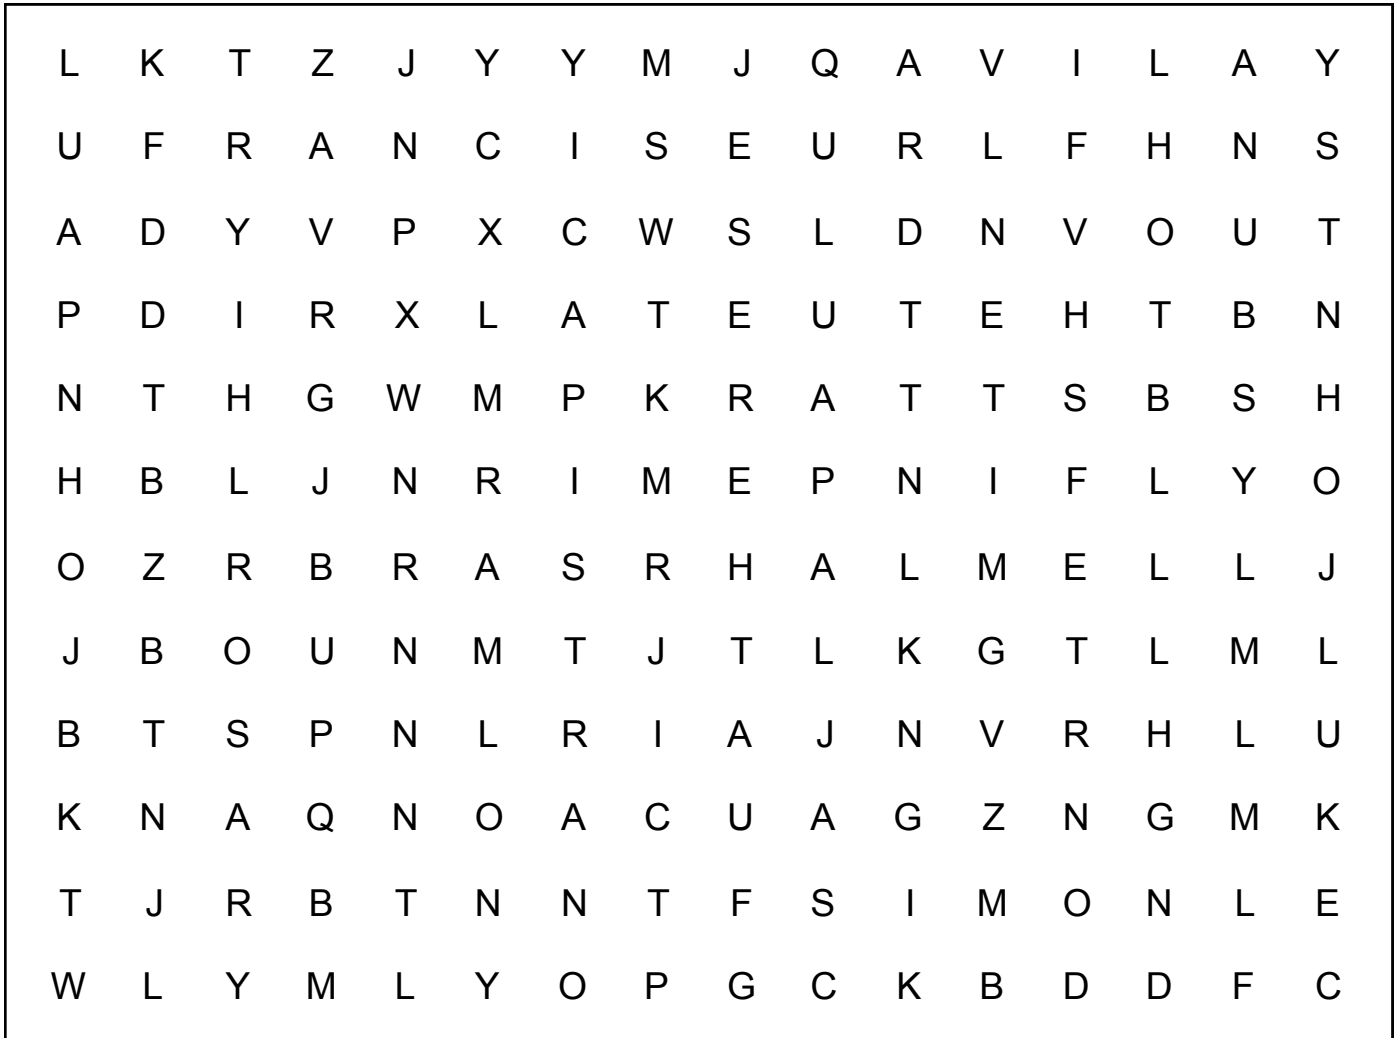 L K T Z J Y Y M J Q A V I L A Y
U F R A N C I S E U R L F H N S
A D Y V P X C W S L D N V O U T
P D I R X L A T E U T E H T B N
N T H G W M P K R A T T S B S H
H B L J N R I M E P N I F L Y O
O Z R B R A S R H A L M E L L J
J B O U N M T J T L K G T L M L
B T S P N L R I A J N V R H L U
K N A Q N O A C U A G Z N G M K
T J R B T N N T F S I M O N L E
W L Y M L Y O P G C K B D D F C